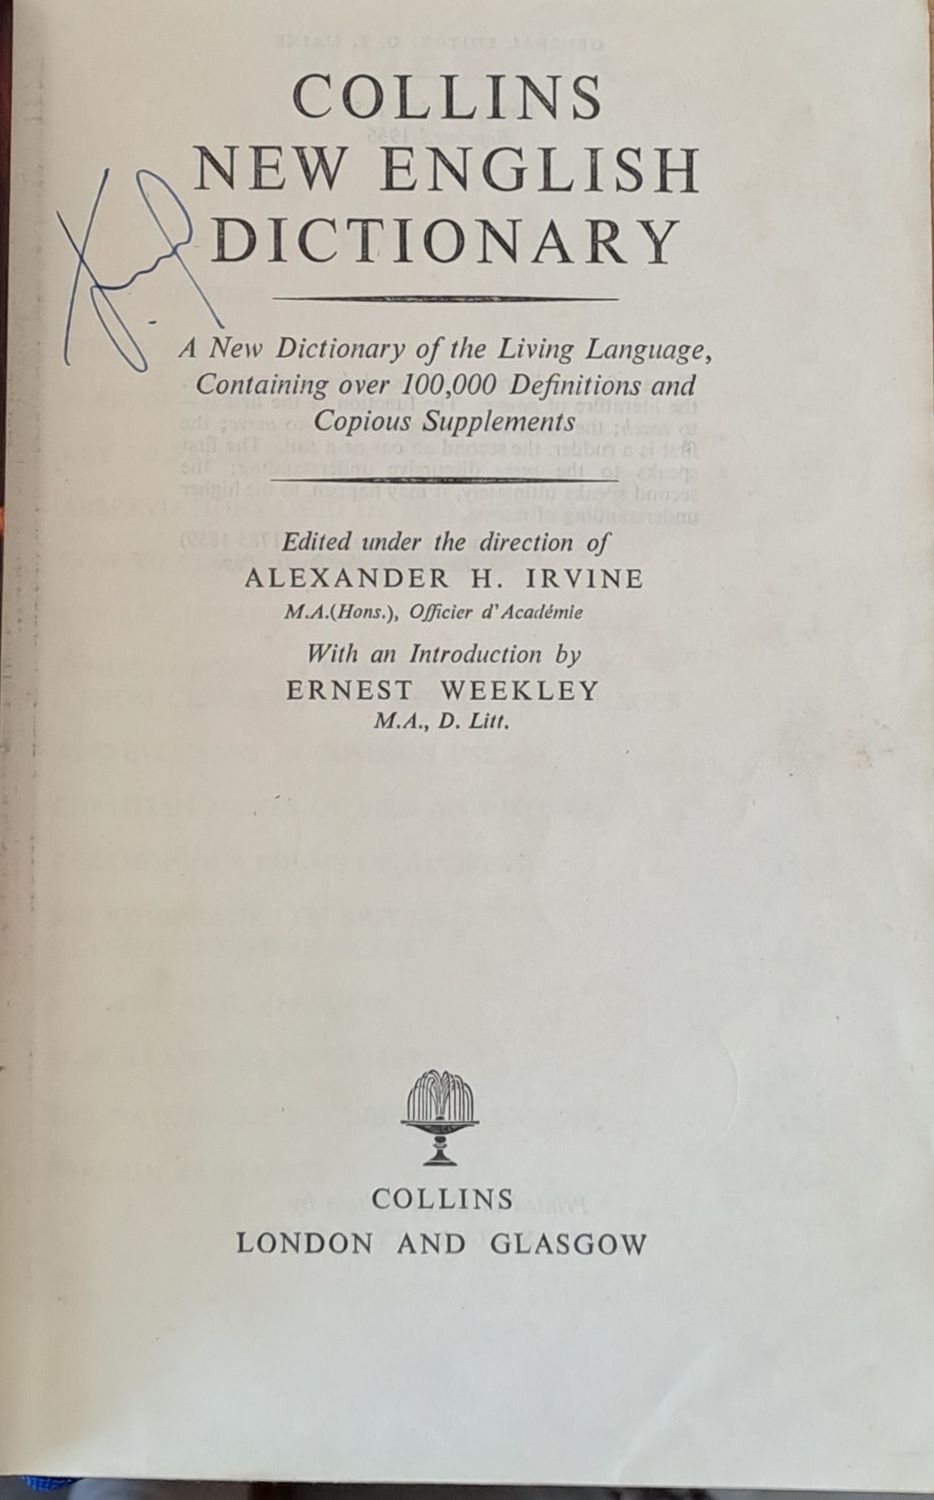 COLLINS
NEW ENGLISH
DICTIONARY
A New Dictionary of the Living Language,
Containing over 100,000 Definitions and
Copious Supplements
Edited under the direction of
ALEXANDER H. IRVINE
M.A.(Hons.), Officier d'Académie
With an Introduction by
ERNEST WEEKLEY
M.A., D. Litt.
COLLINS
LONDON AND GLASGOW